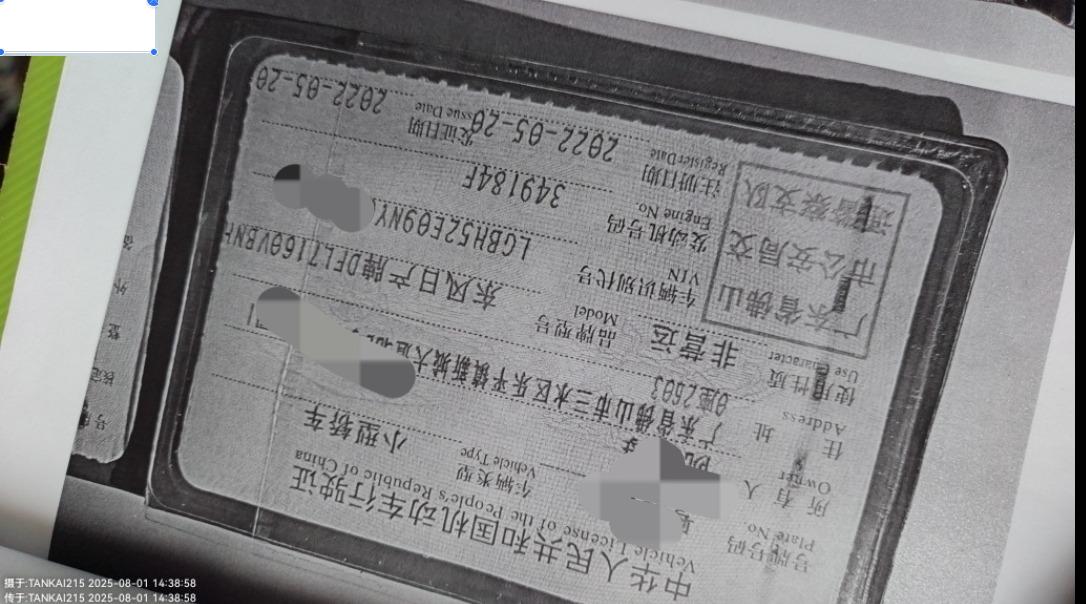 中华人民共和国机动车行驶证
Vehicle License of the People's Republic of China
号牌号码
Plate No.
车辆类型
Vehicle Type
小型轿车
所有人
Owner
住址
Address
广东省佛山市三水区乐平镇新城大道
座2603
使用性质
Use Character
非营运
品牌型号
Model
东风日产牌DFL7160VBN
广东省佛山
市公安局交
通警察支队
车辆识别代号
VIN
LGBH52E09NY
发动机号码
Engine No.
349184F
注册日期
Register Date
2022-05-20
发证日期
Issue Date
2022-05-20
摄于:TANKAI215 2025-08-01 14:38:58
传于:TANKAI215 2025-08-01 14:38:58